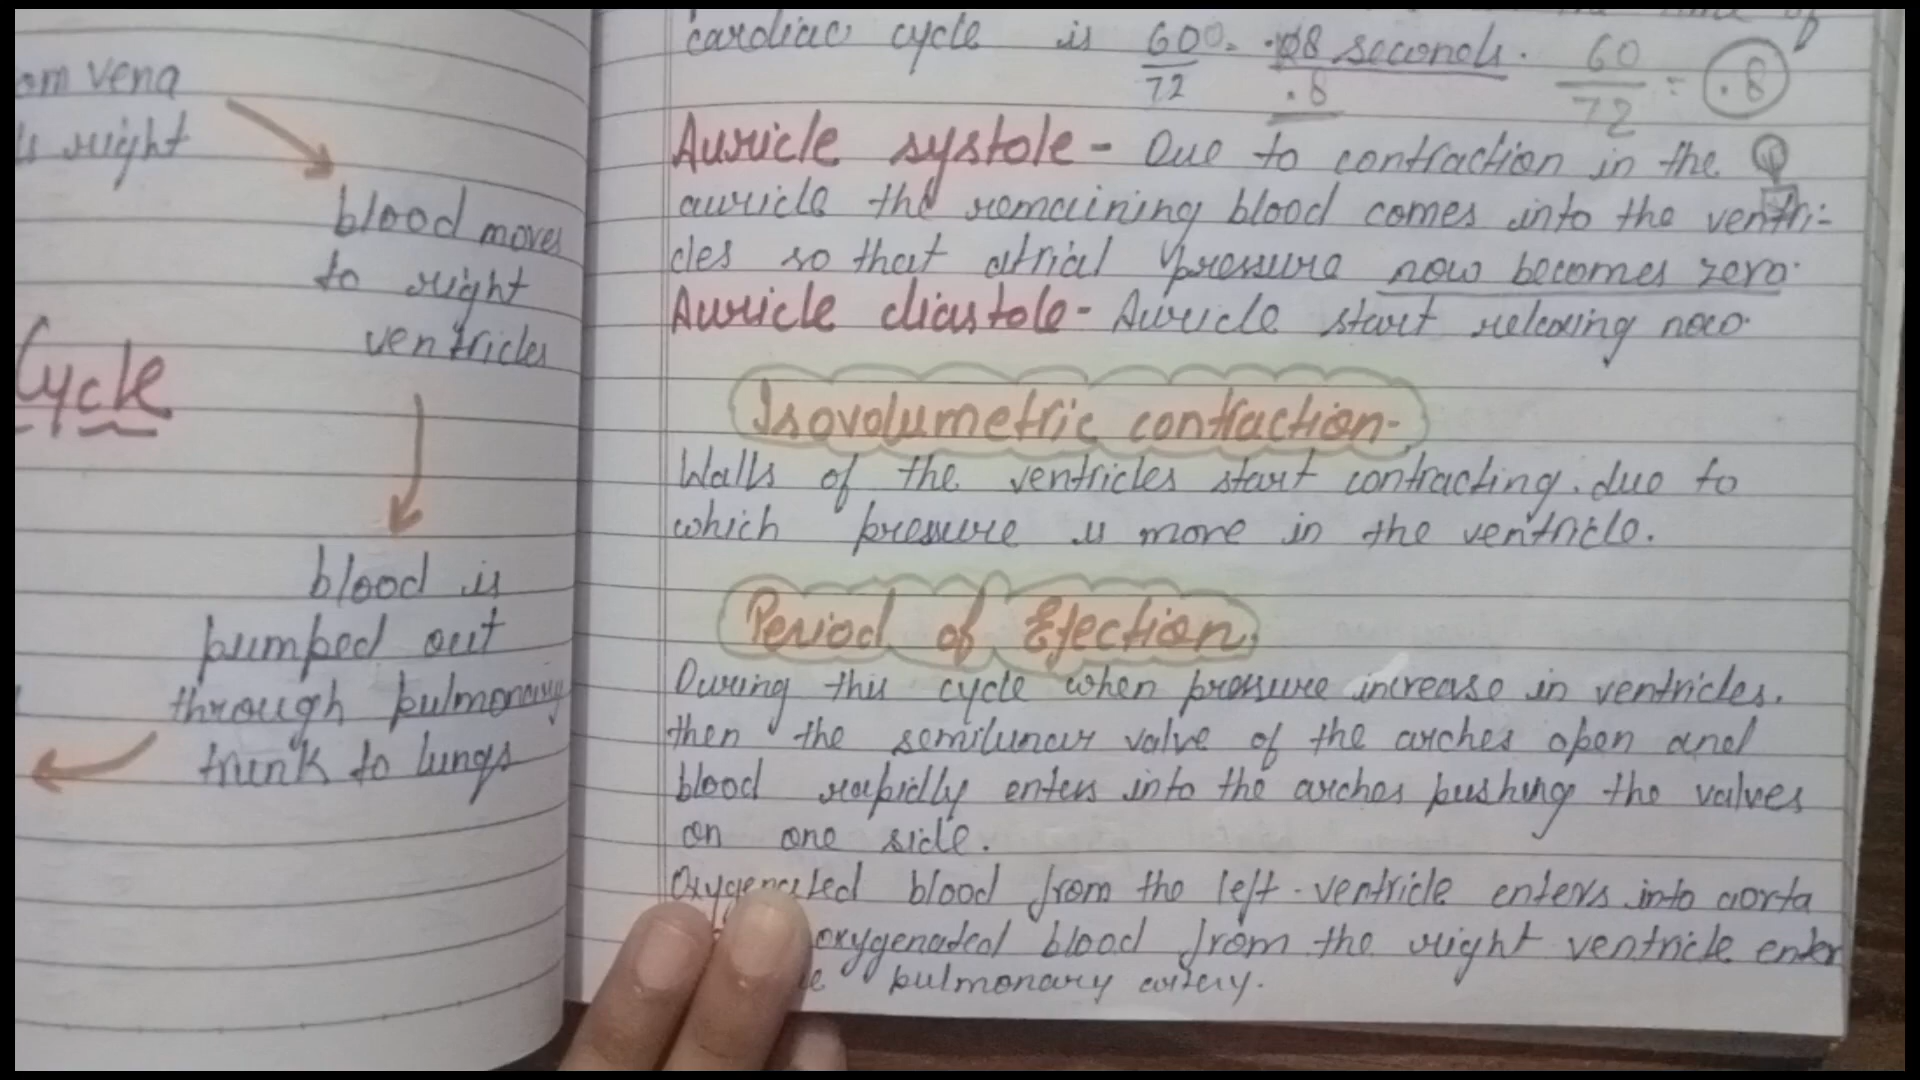 om vena
right
blood moves
to right
ventricles
Cycle
blood is
pumped out
through pulmonary
trunk to lungs
cardiac cycle is 60/72 = .8 seconds. 60/72 = .8
.8
Auricle systole - Due to contraction in the
auricle the remaining blood comes into the ventri-
cles so that atrial pressure now becomes zero.
Auricle diastole - Auricle start relaxing now.
Isovolumetric contraction-
Walls of the ventricles start contracting. due to
which pressure is more in the ventricle.
Period of Ejection.
During this cycle when pressure increase in ventricles.
then the semilunar valve of the arches open and
blood rapidly enters into the arches pushing the valves
on one side.
Oxygenated blood from the left ventricle enters into aorta
oxygenated blood from the right ventricle enter
pulmonary artery.